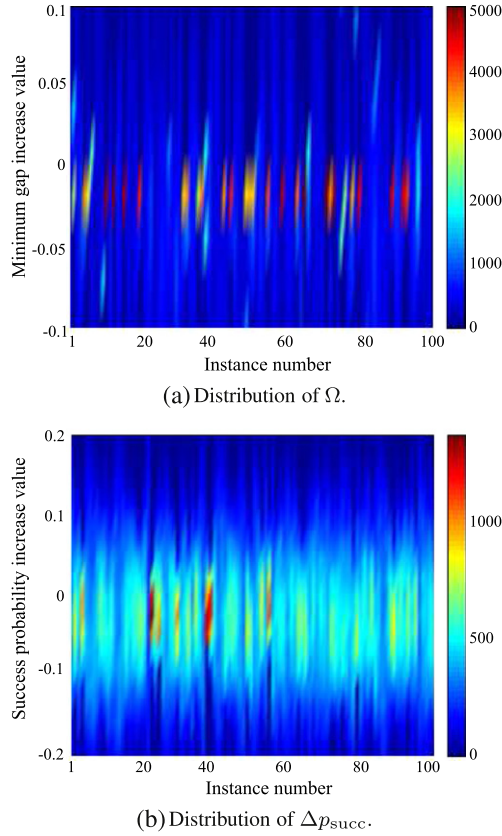 0.1
0.05
0
-0.05
-0.1
Minimum gap increase value
1 20 40 60 80 100
Instance number
5000
4000
3000
2000
1000
0
(a) Distribution of Ω.
0.2
0.1
0
-0.1
-0.2
Success probability increase value
1 20 40 60 80 100
Instance number
1000
500
0
(b) Distribution of Δp_succ.